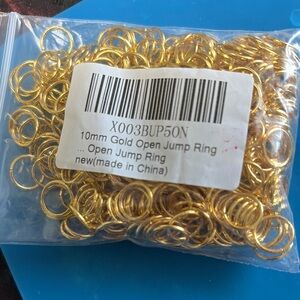 X003BUP50N
10mm Gold Open Jump Ring
... Open Jump Ring
new(made in China)